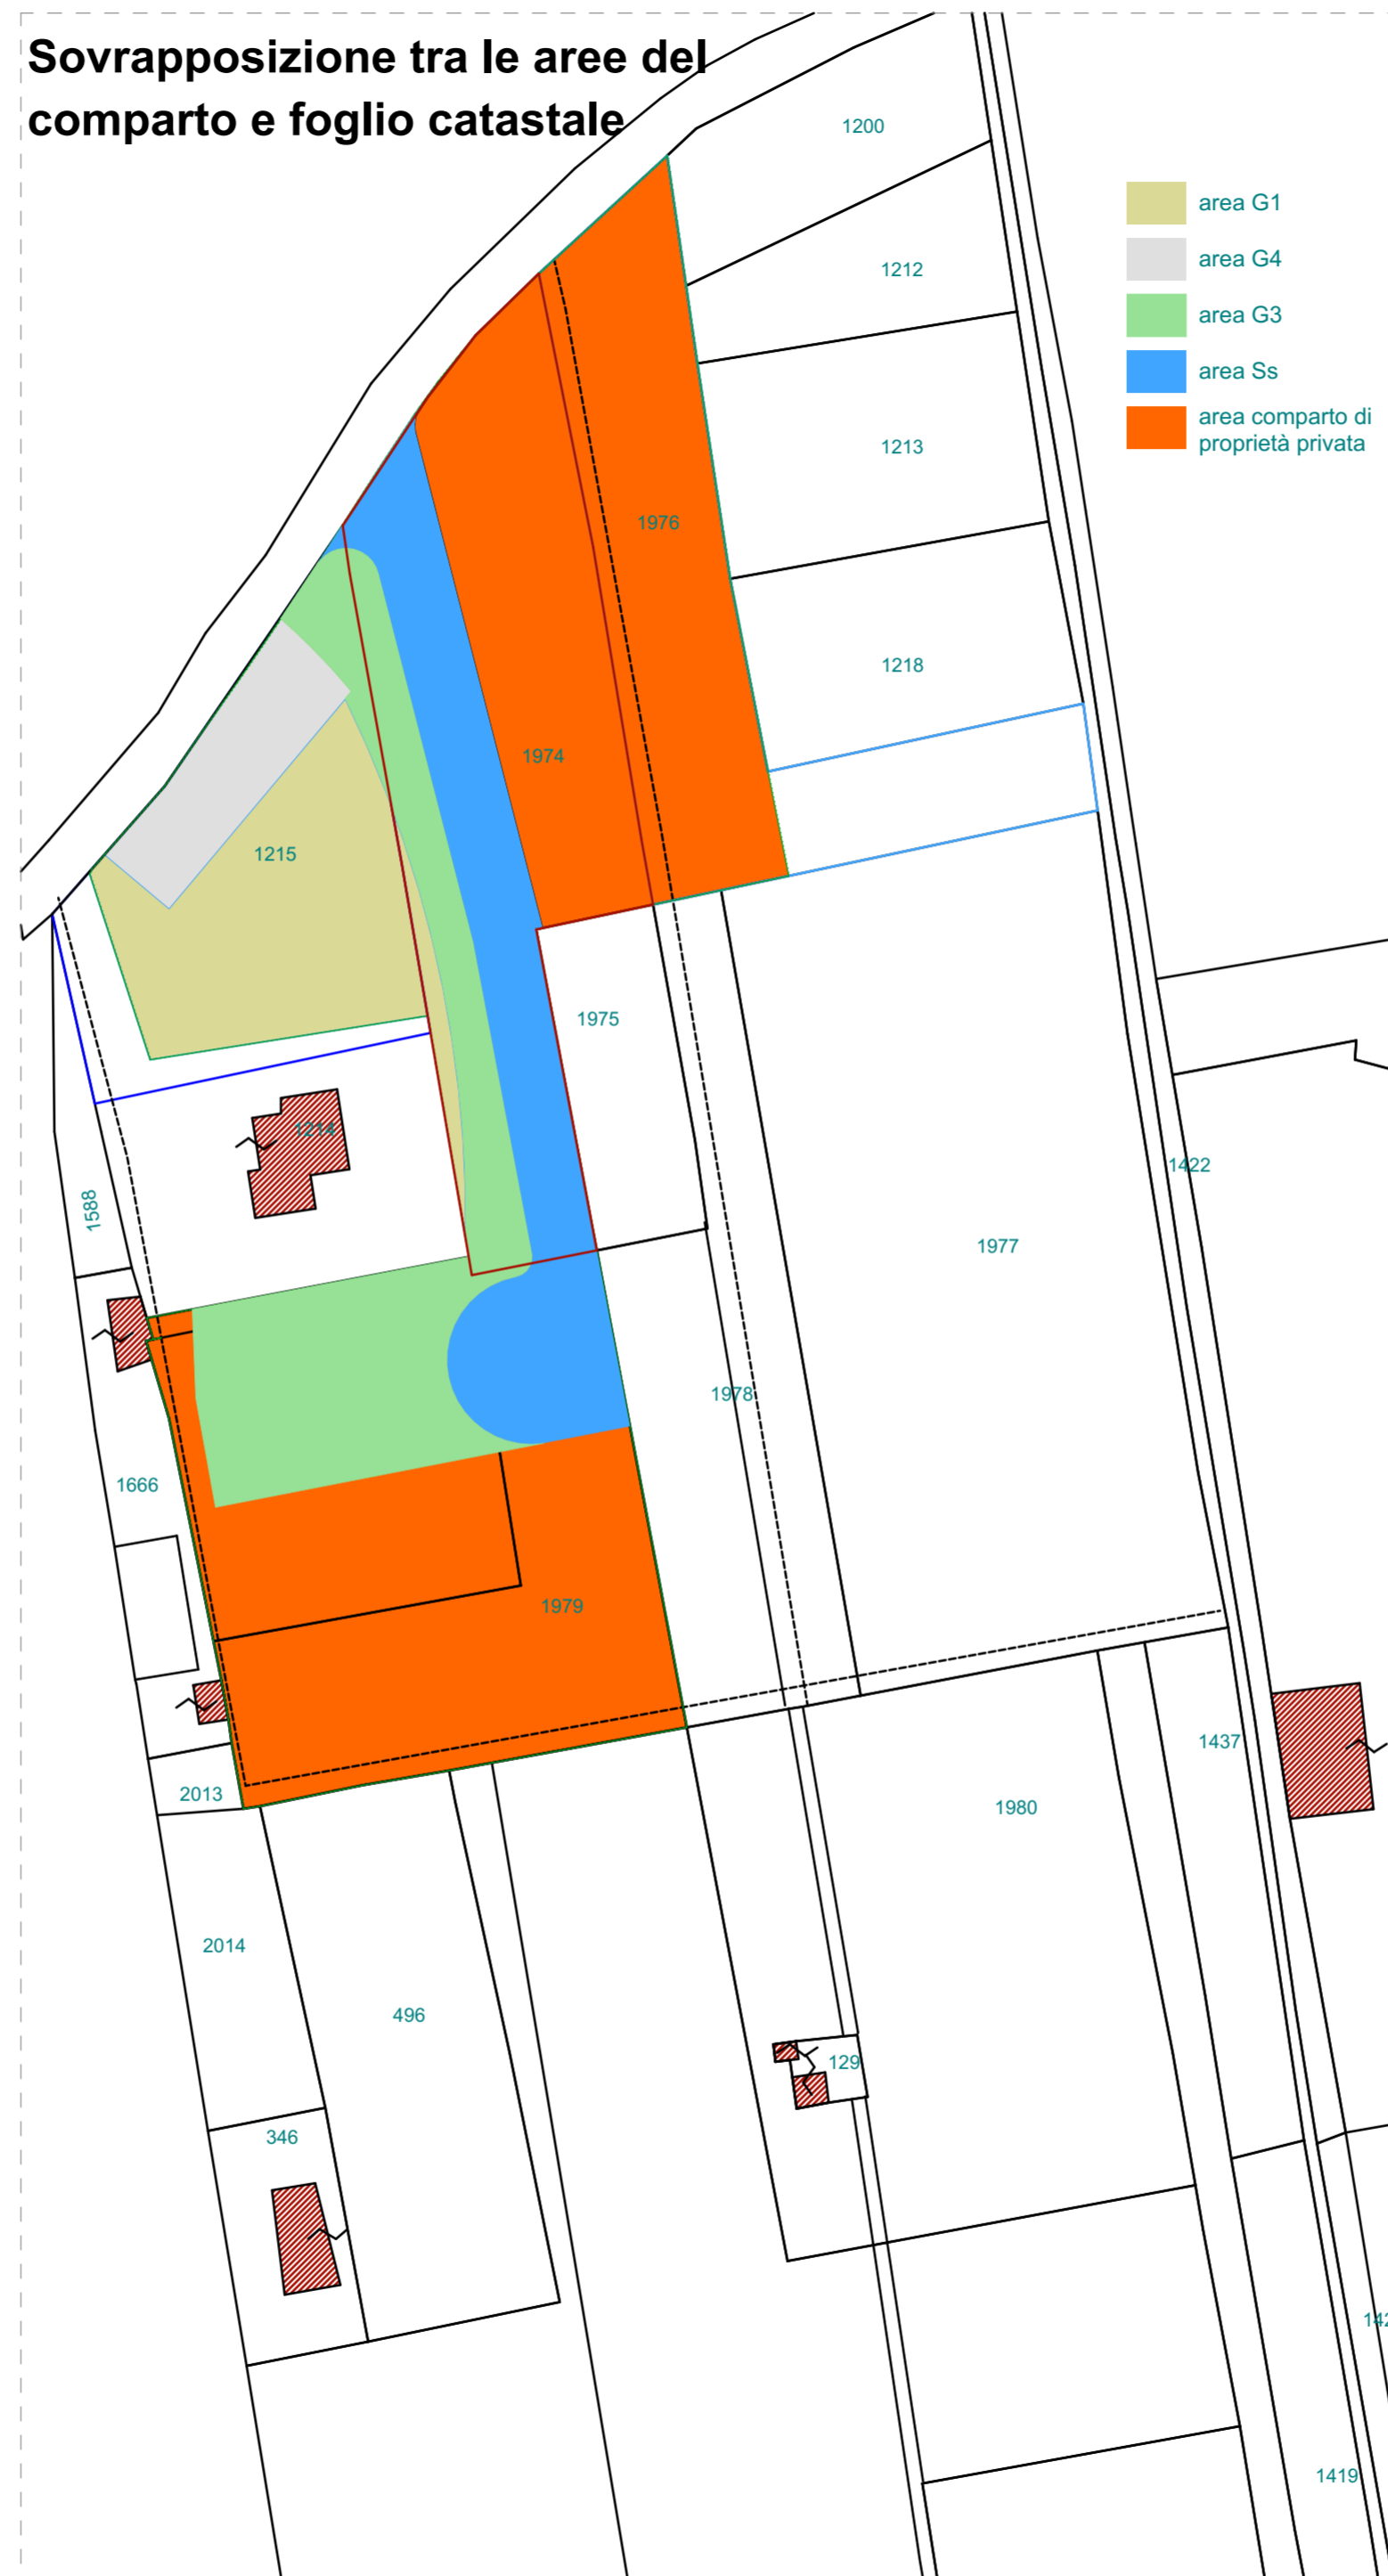 Sovrapposizione tra le aree del
comparto e foglio catastale
1200
area G1
area G4
1212
area G3
area Ss
area comparto di
proprietà privata
1213
1976
1218
1974
1215
1975
1214
1422
1588
1977
1978
1666
1979
1437
2013
1980
2014
496
129
346
1419